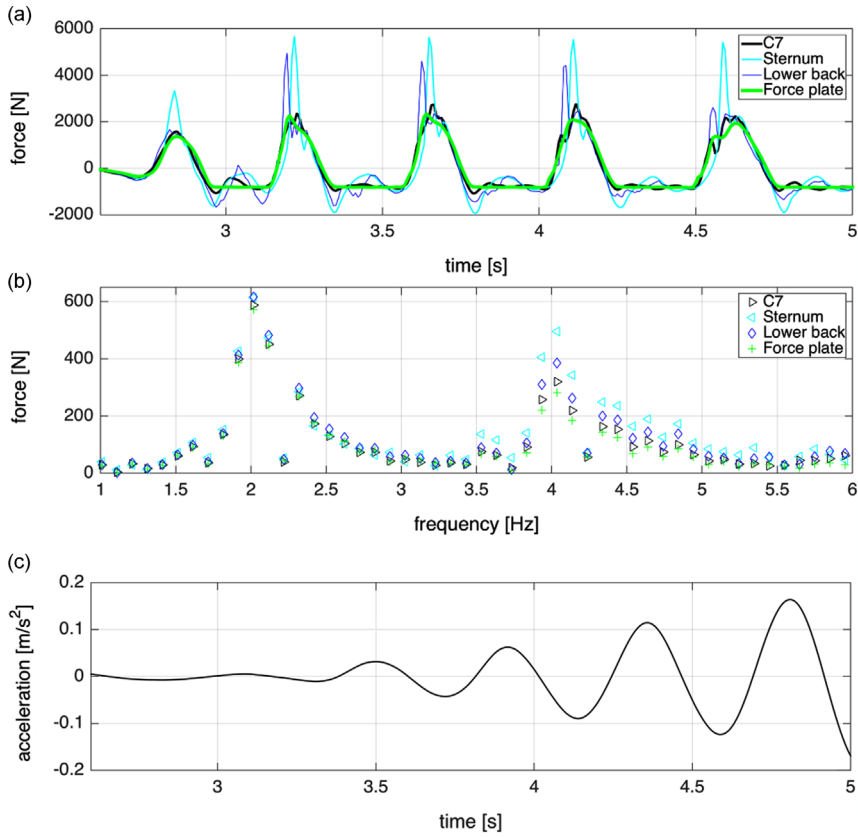 (a)
6000
4000
2000
0
-2000
force [N]
C7
Sternum
Lower back
Force plate
3
3.5
4
4.5
5
time [s]
(b)
600
400
200
0
force [N]
C7
Sternum
Lower back
Force plate
1
1.5
2
2.5
3
3.5
4
4.5
5
5.5
6
frequency [Hz]
(c)
0.2
0.1
0
-0.1
-0.2
acceleration [m/s²]
3
3.5
4
4.5
5
time [s]